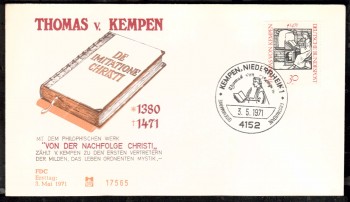 THOMAS v. KEMPEN
DE
IMITATIONE
CHRISTI
*1380
†1471
MIT DEM PHILOPHISCHEN WERK
"VON DER NACHFOLGE CHRISTI„
ZÄHLT V. KEMPEN ZU DEN ERSTEN VERTRETERN
DER MILDEN, DAS LEBEN ORDNENTEN MYSTIK,-
FDC
Bonntag:
3. Mai 1971
17565
KEMPEN, NIEDERRHEIN
3.5.1971
4152
DEUTSCHE BUNDESPOST
30